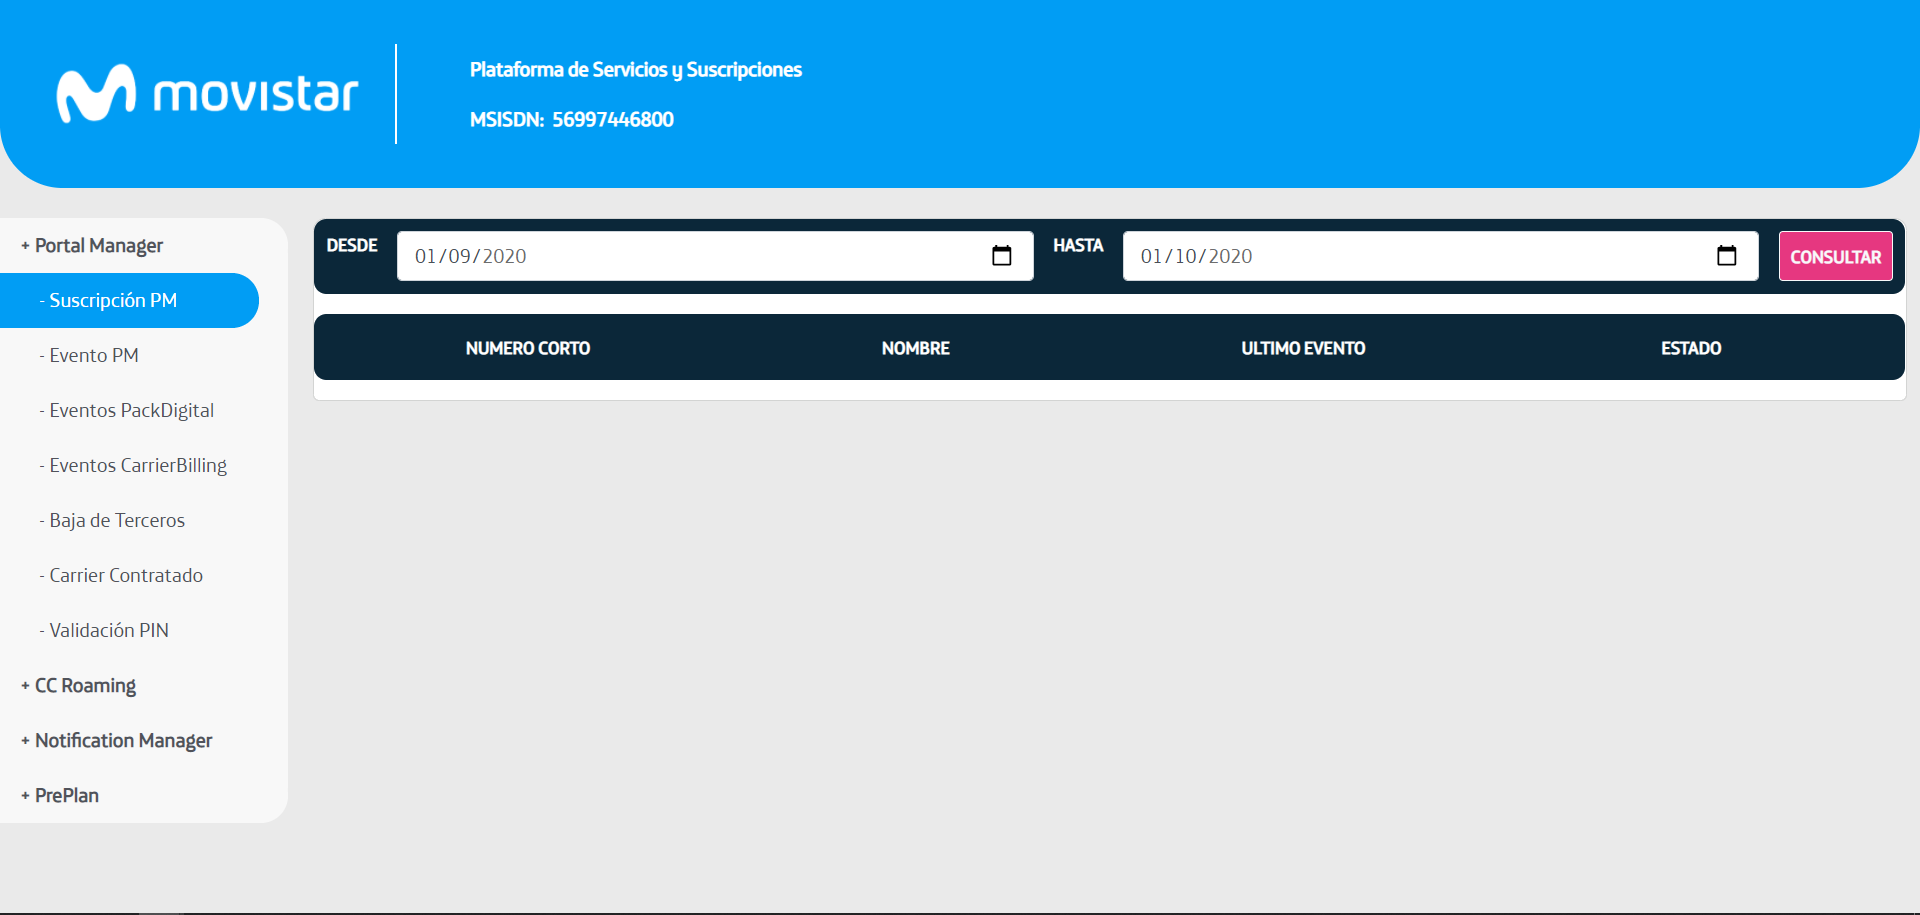 movistar
Plataforma de Servicios y Suscripciones
MSISDN: 56997446800
+ Portal Manager
- Suscripción PM
- Evento PM
- Eventos PackDigital
- Eventos CarrierBilling
- Baja de Terceros
- Carrier Contratado
- Validación PIN
+ CC Roaming
+ Notification Manager
+ PrePlan
DESDE 01/09/2020 HASTA 01/10/2020 CONSULTAR
NUMERO CORTO NOMBRE ULTIMO EVENTO ESTADO